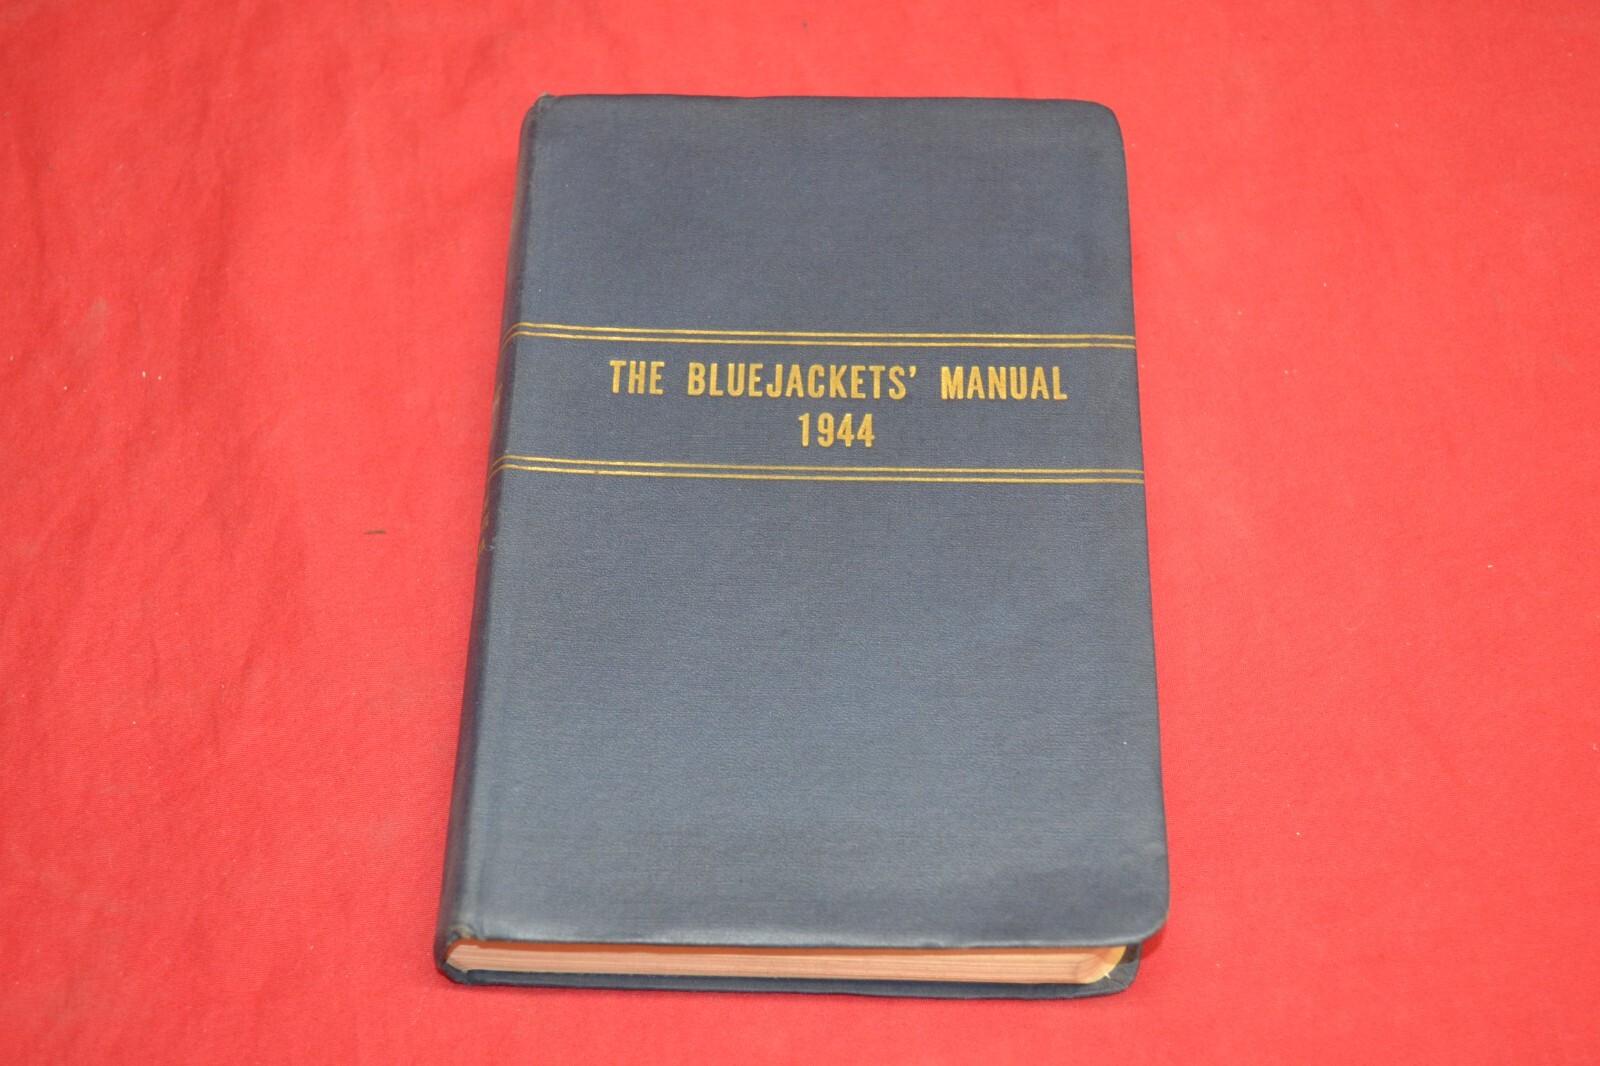 THE BLUEJACKETS' MANUAL
1944